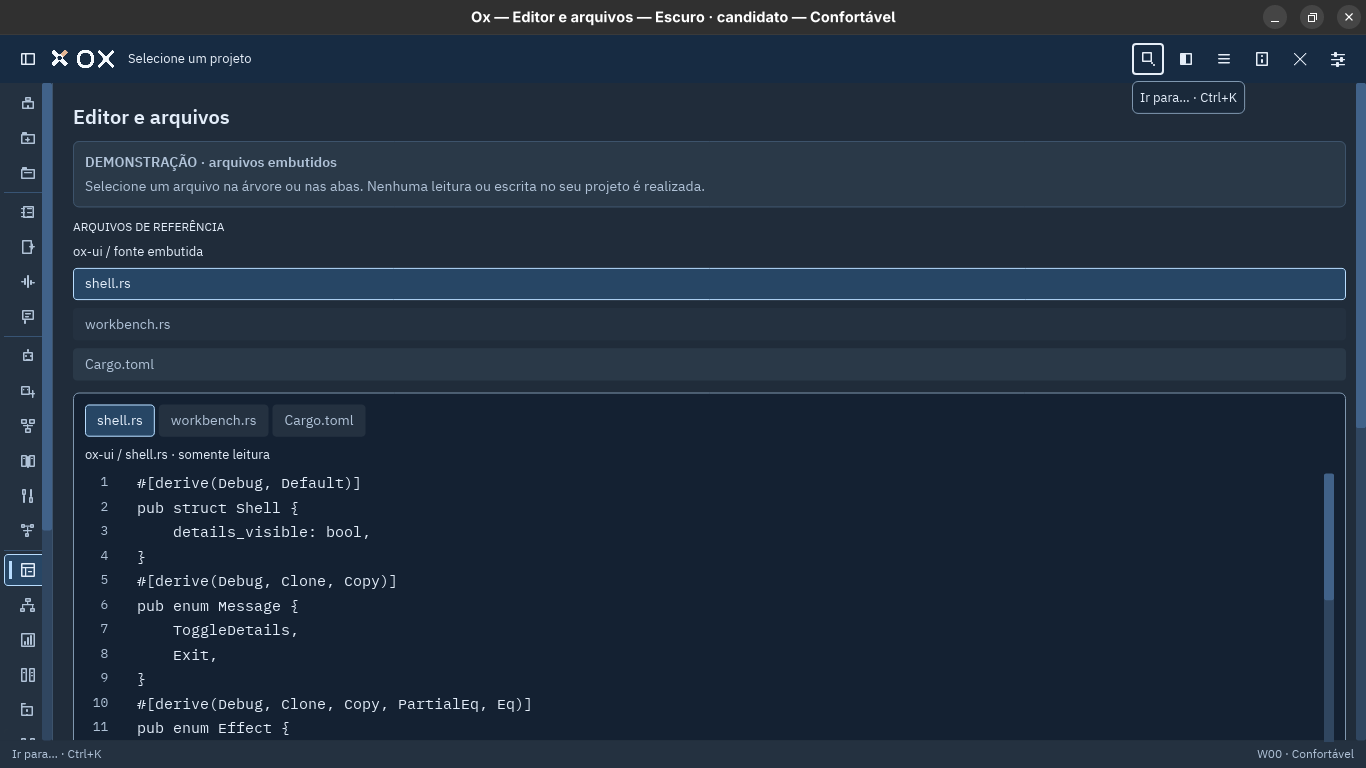 Ox — Editor e arquivos — Escuro · candidato — Confortável
OX Selecione um projeto
Ir para... · Ctrl+K
Editor e arquivos
DEMONSTRAÇÃO · arquivos embutidos
Selecione um arquivo na árvore ou nas abas. Nenhuma leitura ou escrita no seu projeto é realizada.
ARQUIVOS DE REFERÊNCIA
ox-ui / fonte embutida
shell.rs
workbench.rs
Cargo.toml
shell.rs workbench.rs Cargo.toml
ox-ui / shell.rs · somente leitura
1 #[derive(Debug, Default)]
2 pub struct Shell {
3     details_visible: bool,
4 }
5 #[derive(Debug, Clone, Copy)]
6 pub enum Message {
7     ToggleDetails,
8     Exit,
9 }
10 #[derive(Debug, Clone, Copy, PartialEq, Eq)]
11 pub enum Effect {
Ir para... · Ctrl+K W00 · Confortável